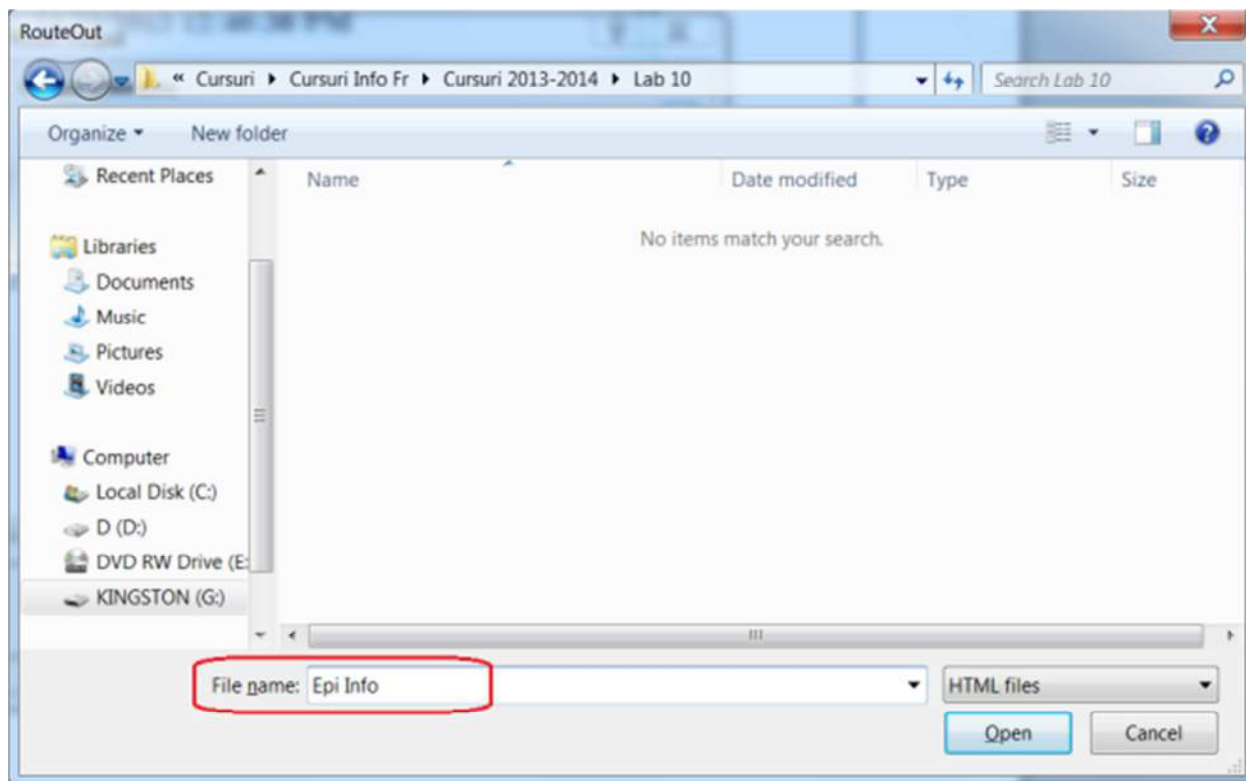 RouteOut
« Cursuri ▸ Cursuri Info Fr ▸ Cursuri 2013-2014 ▸ Lab 10
Search Lab 10
Organize
New folder
Name
Date modified
Type
Size
No items match your search.
Recent Places
Libraries
Documents
Music
Pictures
Videos
Computer
Local Disk (C:)
D (D:)
DVD RW Drive (E:
KINGSTON (G:)
File name: Epi Info
HTML files
Open
Cancel